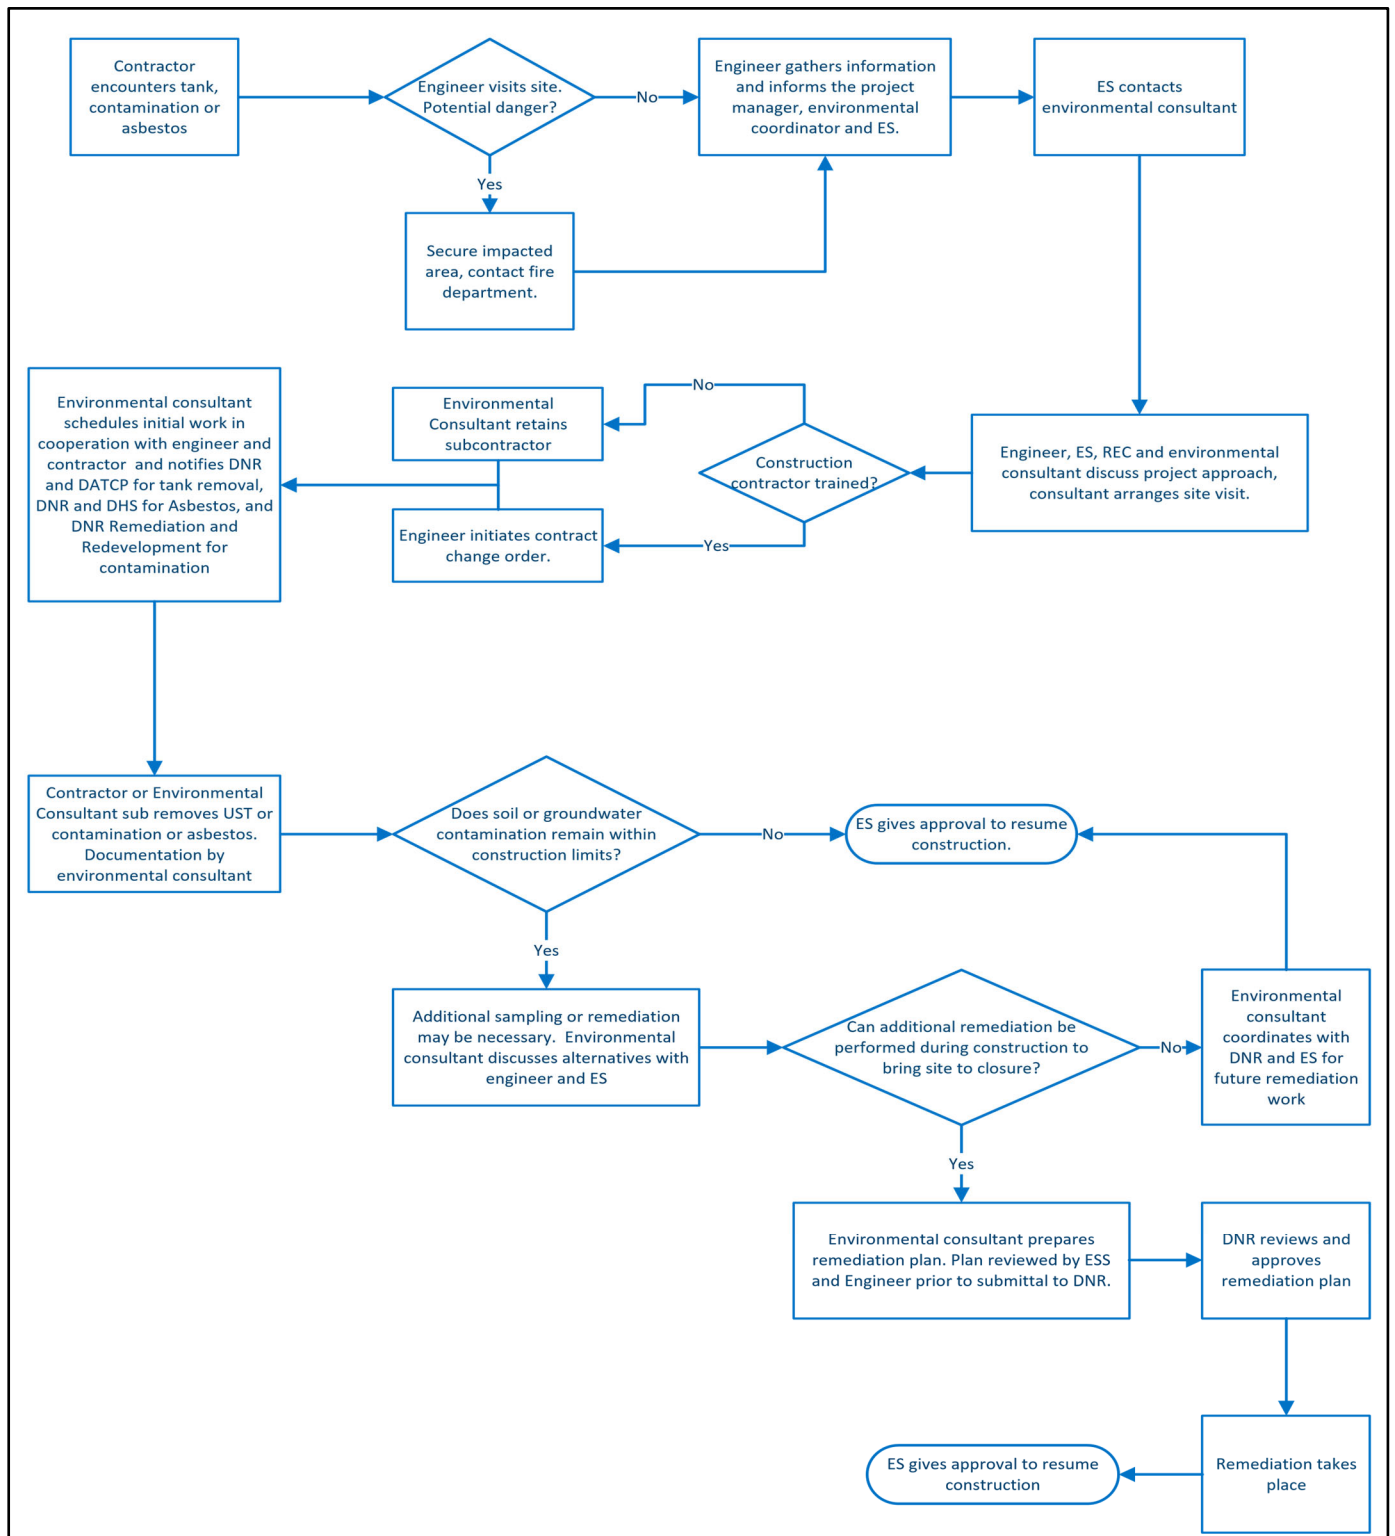 Contractor
encounters tank,
contamination or
asbestos
Engineer visits site.
Potential danger?
No
Engineer gathers information
and informs the project
manager, environmental
coordinator and ES.
ES contacts
environmental consultant
Yes
Secure impacted
area, contact fire
department.
Engineer, ES, REC and environmental
consultant discuss project approach,
consultant arranges site visit.
Construction
contractor trained?
No
Environmental
Consultant retains
subcontractor
Yes
Engineer initiates contract
change order.
Environmental consultant
schedules initial work in
cooperation with engineer and
contractor and notifies DNR
and DATCP for tank removal,
DNR and DHS for Asbestos, and
DNR Remediation and
Redevelopment for
contamination
Contractor or Environmental
Consultant sub removes UST or
contamination or asbestos.
Documentation by
environmental consultant
Does soil or groundwater
contamination remain within
construction limits?
No
ES gives approval to resume
construction.
Yes
Additional sampling or remediation
may be necessary. Environmental
consultant discusses alternatives with
engineer and ES
Can additional remediation be
performed during construction to
bring site to closure?
No
Environmental
consultant
coordinates with
DNR and ES for
future remediation
work
Yes
Environmental consultant prepares
remediation plan. Plan reviewed by ESS
and Engineer prior to submittal to DNR.
DNR reviews and
approves
remediation plan
Remediation takes
place
ES gives approval to resume
construction